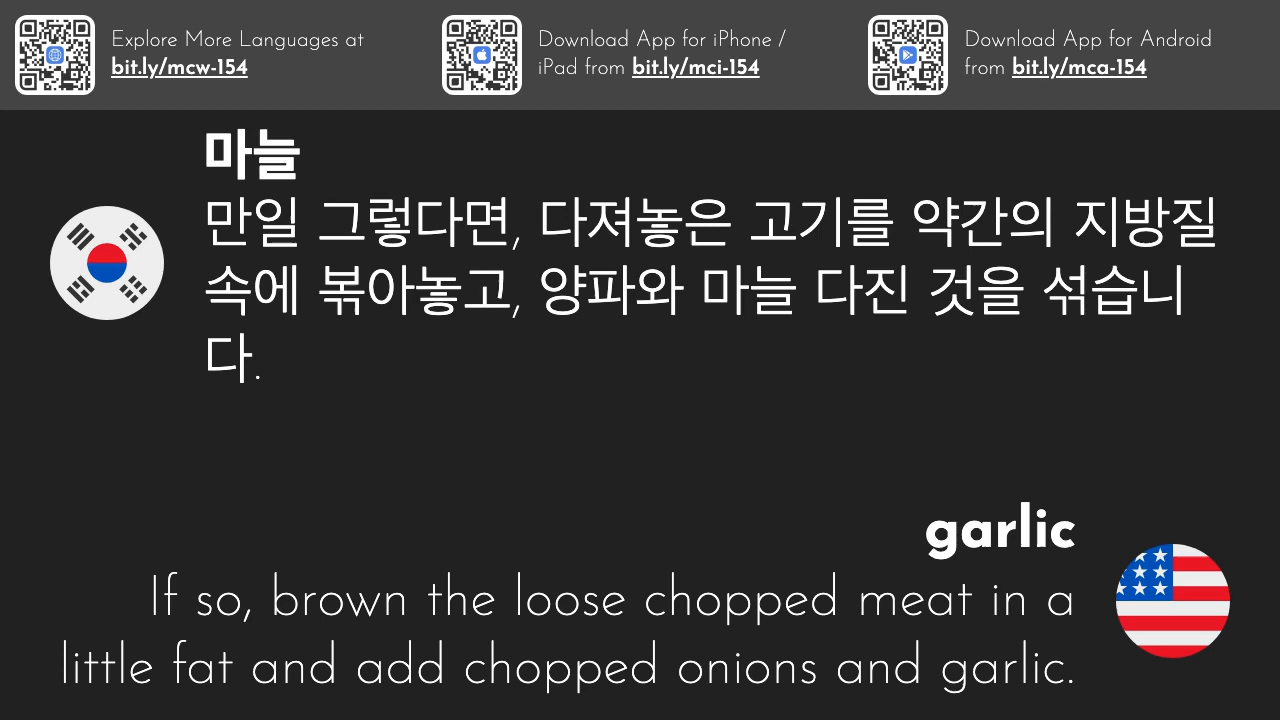 Explore More Languages at
bit.ly/mcw-154
Download App for iPhone /
iPad from bit.ly/mci-154
Download App for Android
from bit.ly/mca-154
마늘
만일 그렇다면, 다져놓은 고기를 약간의 지방질
속에 볶아놓고, 양파와 마늘 다진 것을 섞습니
다.
garlic
If so, brown the loose chopped meat in a
little fat and add chopped onions and garlic.